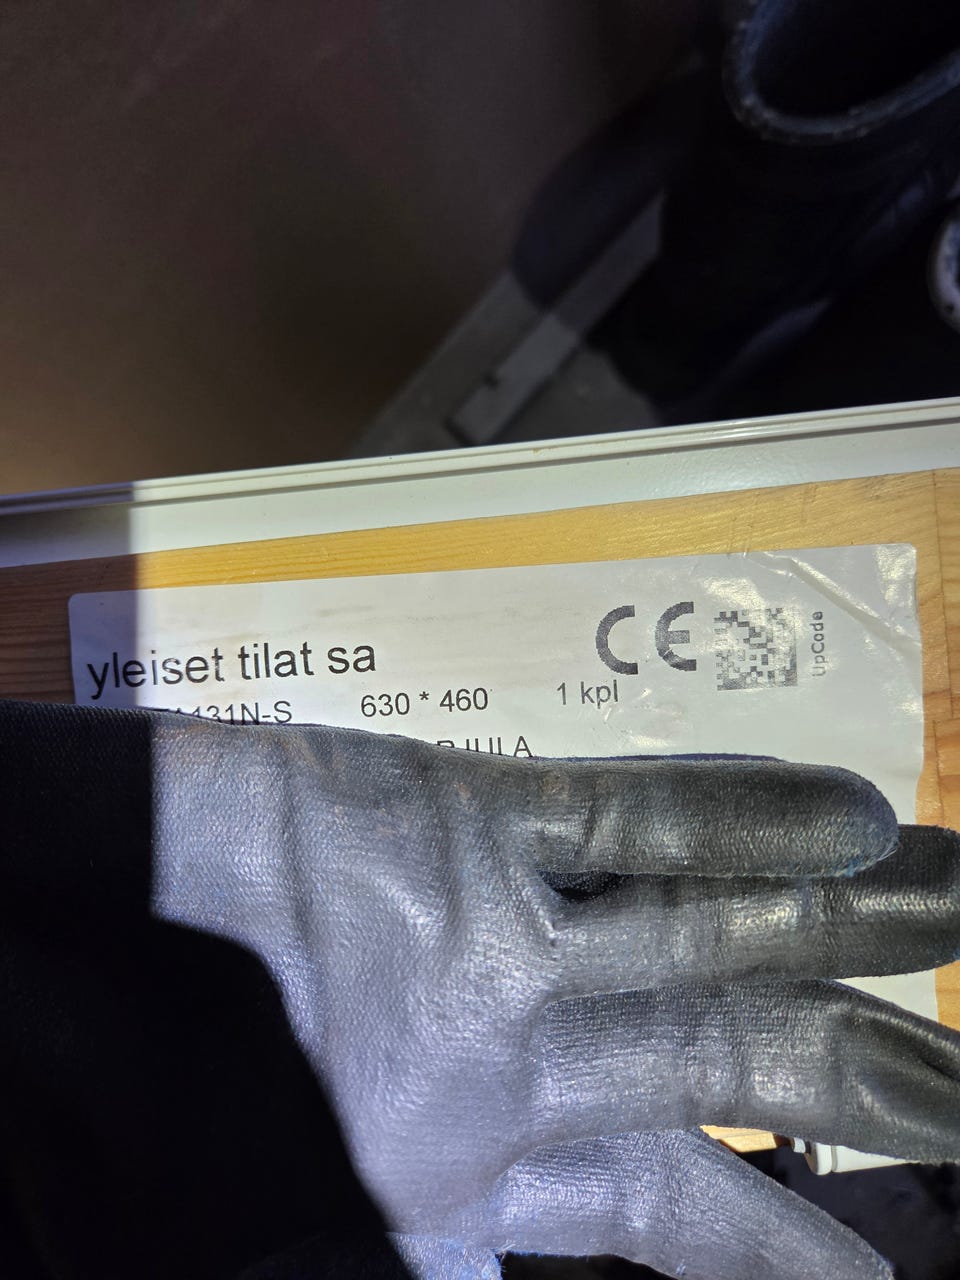 yleiset tilat sa
CE
UpCode
630 * 460
1 kpl